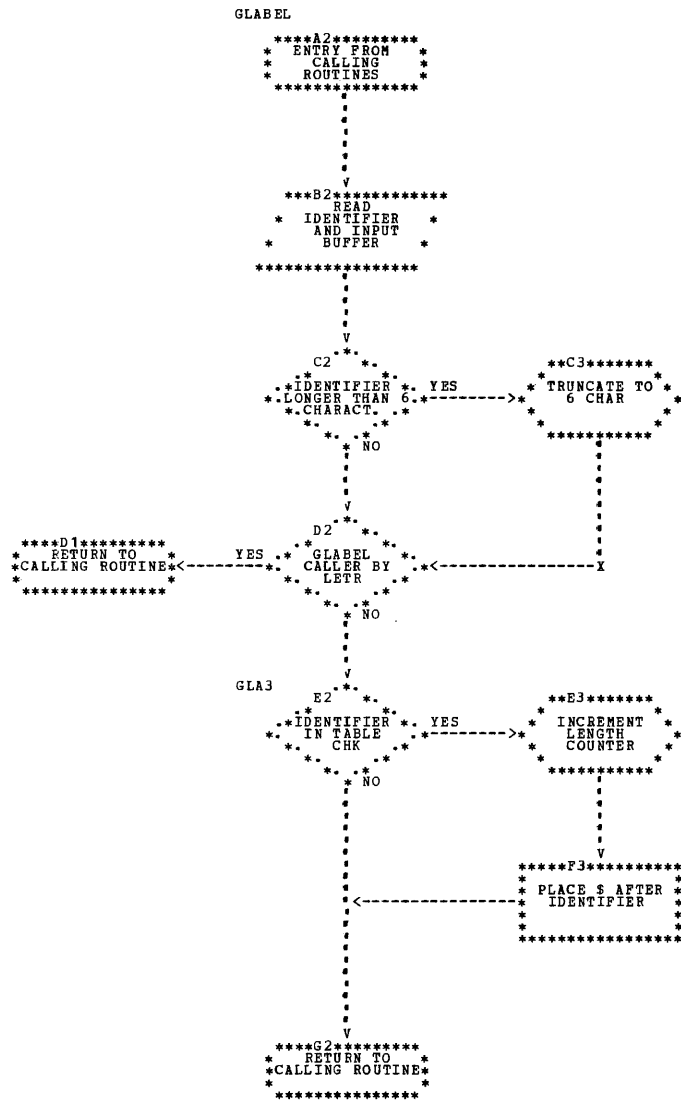 GLABEL
A2
ENTRY FROM
CALLING
ROUTINES
B2
READ
IDENTIFIER
AND INPUT
BUFFER
C2
IDENTIFIER
LONGER THAN 6
CHARACT.
YES
NO
C3
TRUNCATE TO
6 CHAR
D2
GLABEL
CALLER BY
LETR
YES
NO
X
D1
RETURN TO
CALLING ROUTINE
GLA3
E2
IDENTIFIER
IN TABLE
CHK
YES
NO
E3
INCREMENT
LENGTH
COUNTER
F3
PLACE $ AFTER
IDENTIFIER
G2
RETURN TO
CALLING ROUTINE